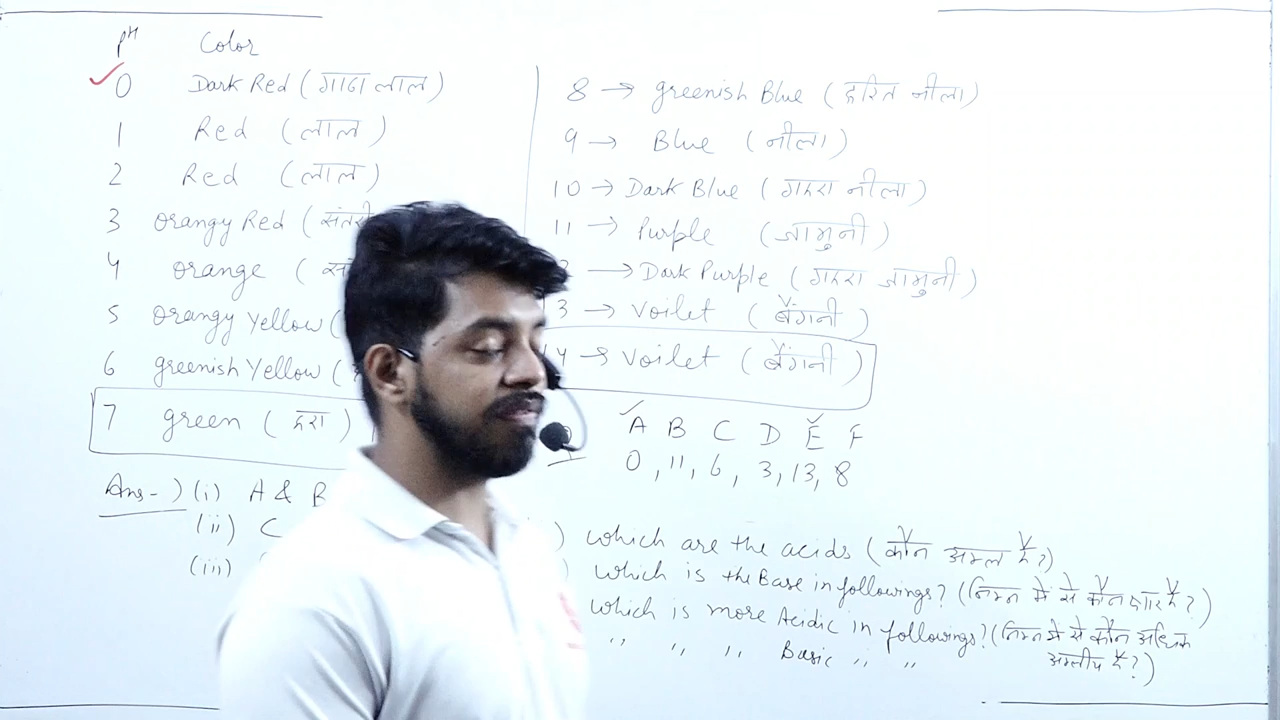 pH Color
0 Dark Red (गाढा लाल)
1 Red (लाल)
2 Red (लाल)
3 Orangy Red (संतरी
4 Orange (
5 Orangy Yellow (
6 greenish Yellow (
7 green (हरा)
8 → greenish Blue (हरित नीला)
9 → Blue (नीला)
10 → Dark Blue (गहरा नीला)
11 → Purple (जामुनी)
→ Dark Purple (गहरा जामुनी)
3 → Voilet (बैंगनी)
14 → Voilet (बैंगनी)
A B C D E F
0, 11, 6, 3, 13, 8
Ans-) (i) A & B
(ii) C
(iii)
) which are the acids (कौन अम्ल है?)
) which is the Base in followings? (निम्न में से कौन क्षार है?)
which is more Acidic in followings? (निम्न में से कौन अधिक
अम्लीय है?)
,, ,, ,, Basic ,, ,,